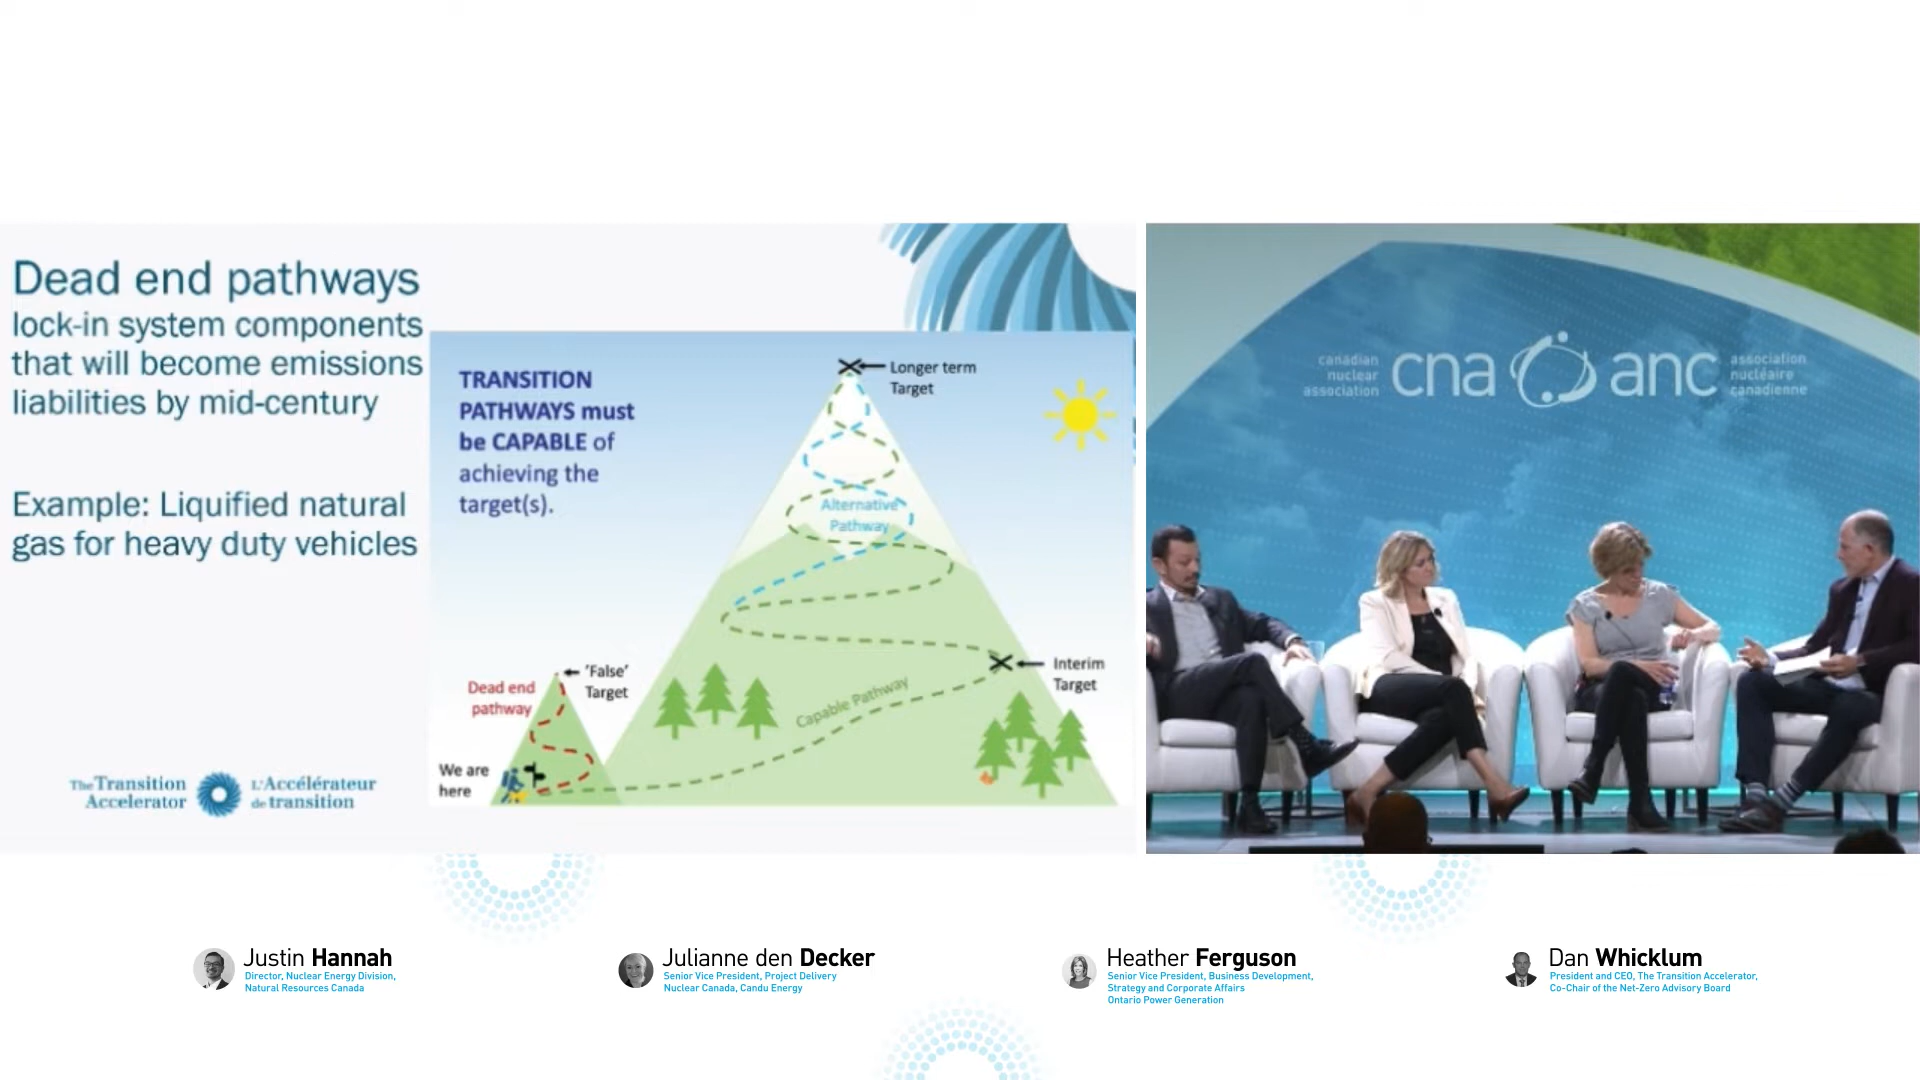 Dead end pathways
lock-in system components
that will become emissions
liabilities by mid-century
Example: Liquified natural
gas for heavy duty vehicles
The Transition
Accelerator
L'Accélérateur
de transition
TRANSITION
PATHWAYS must
be CAPABLE of
achieving the
target(s).
Longer term
Target
Alternative
Pathway
Interim
Target
Capable Pathway
'False'
Target
Dead end
pathway
We are
here
canadian
nuclear
association
cna anc
association
nucléaire
canadienne
Justin Hannah
Director, Nuclear Energy Division,
Natural Resources Canada
Julianne den Decker
Senior Vice President, Project Delivery
Nuclear Canada, Candu Energy
Heather Ferguson
Senior Vice President, Business Development,
Strategy and Corporate Affairs
Ontario Power Generation
Dan Whicklum
President and CEO, The Transition Accelerator,
Co-Chair of the Net-Zero Advisory Board